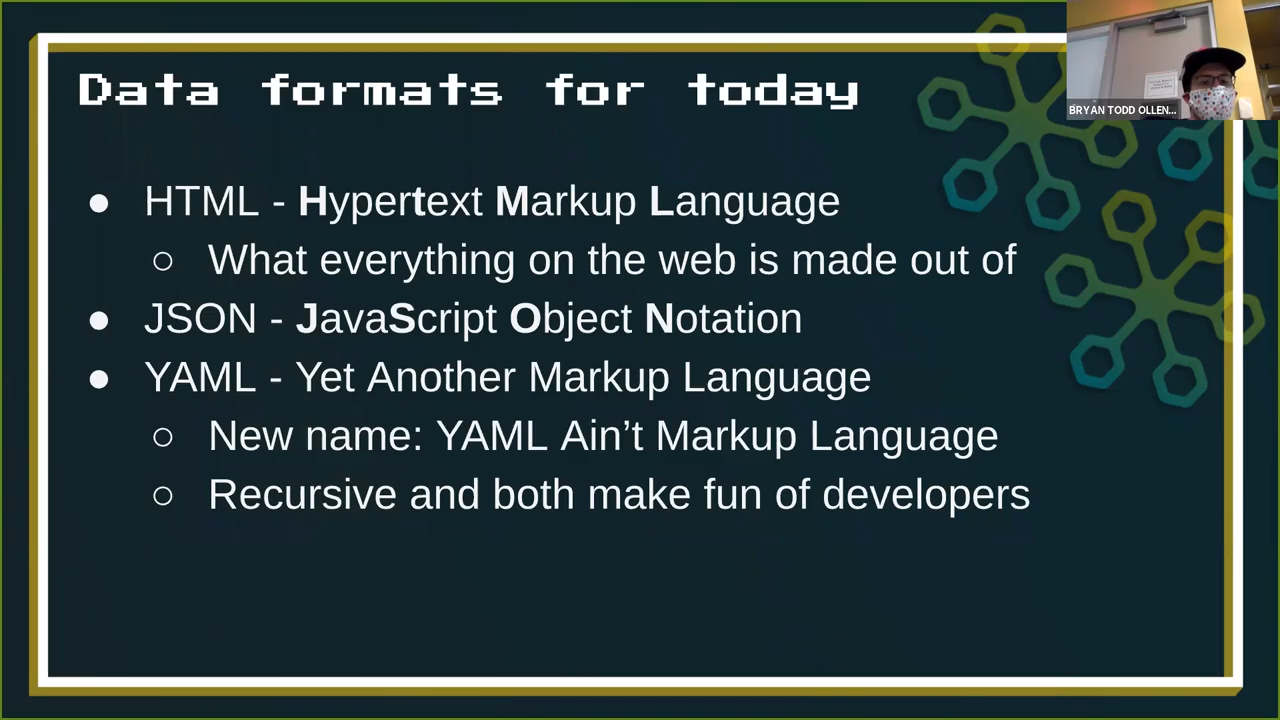 Data formats for today
BRYAN TODD OLLEN...
● HTML - Hypertext Markup Language
○ What everything on the web is made out of
● JSON - JavaScript Object Notation
● YAML - Yet Another Markup Language
○ New name: YAML Ain’t Markup Language
○ Recursive and both make fun of developers